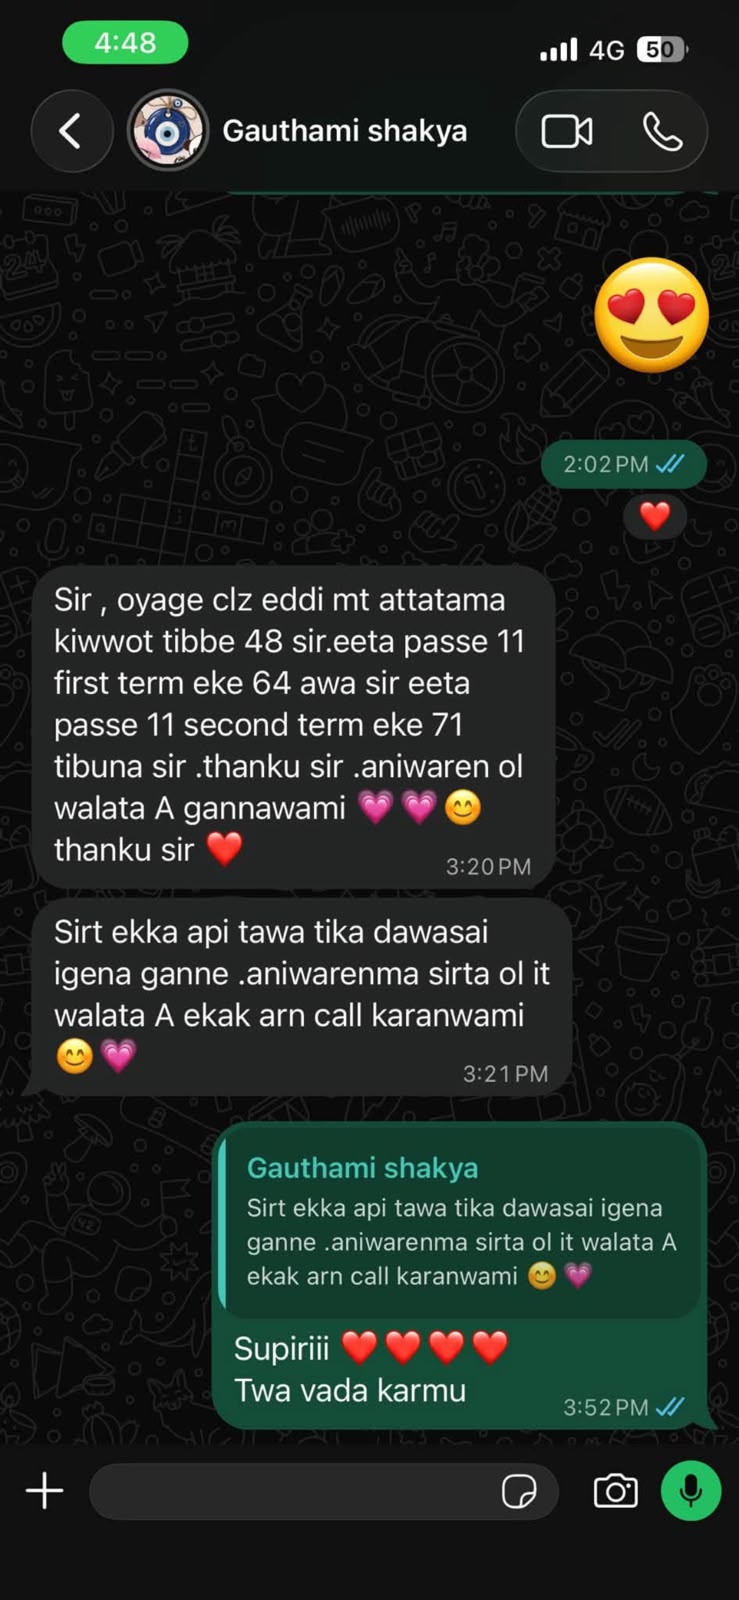 4:48
4G 50
Gauthami shakya
😍
2:02 PM
❤️
Sir , oyage clz eddi mt attatama
kiwwot tibbe 48 sir.eeta passe 11
first term eke 64 awa sir eeta
passe 11 second term eke 71
tibuna sir .thanku sir .aniwaren ol
walata A gannawami 💗💗😊
thanku sir ❤️
3:20 PM
Sirt ekka api tawa tika dawasai
igena ganne .aniwarenma sirta ol it
walata A ekak arn call karanwami
😊💗
3:21 PM
Gauthami shakya
Sirt ekka api tawa tika dawasai igena
ganne .aniwarenma sirta ol it walata A
ekak arn call karanwami 😊💗
Supiriii ❤️❤️❤️❤️
Twa vada karmu
3:52 PM